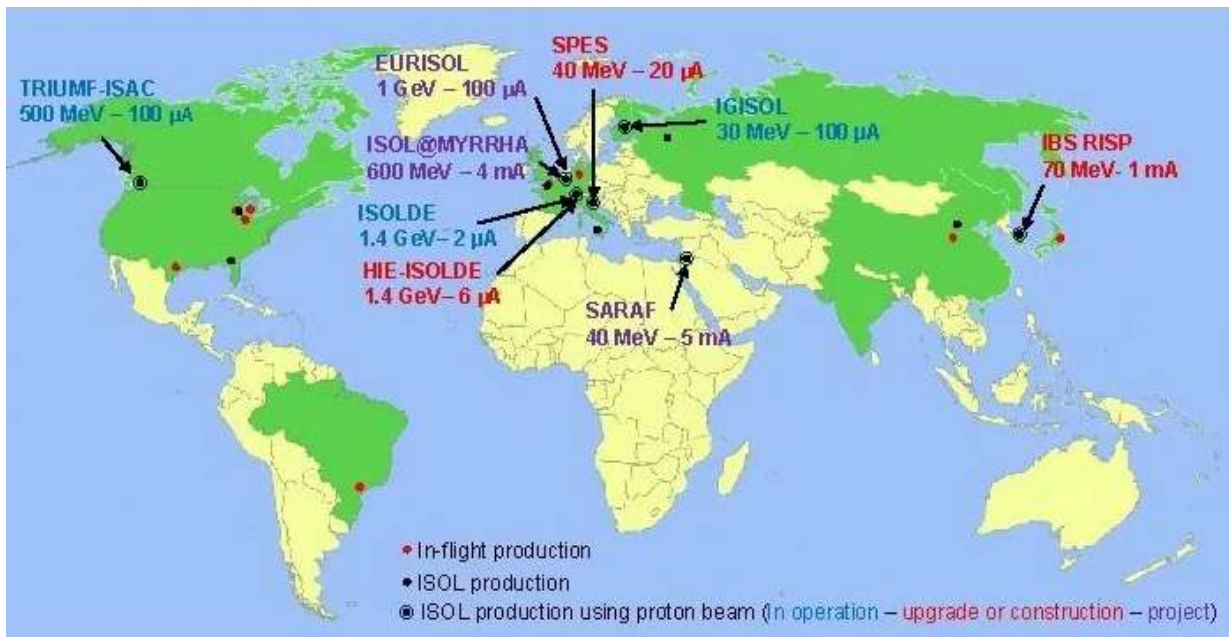 SPES
40 MeV – 20 µA
EURISOL
1 GeV – 100 µA
TRIUMF-ISAC
500 MeV – 100 µA
IGISOL
30 MeV – 100 µA
ISOL@MYRRHA
600 MeV – 4 mA
IBS RISP
70 MeV- 1 mA
ISOLDE
1.4 GeV– 2 µA
HIE-ISOLDE
1.4 GeV– 6 µA
SARAF
40 MeV – 5 mA
In-flight production
ISOL production
ISOL production using proton beam (In operation – upgrade or construction – project)